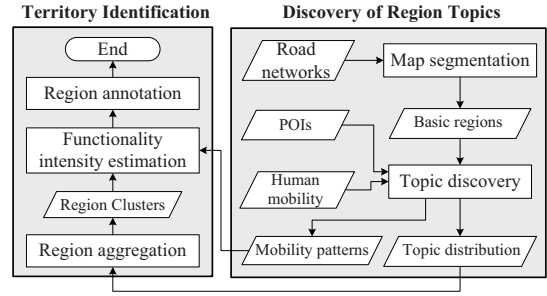 Territory Identification
End
Region annotation
Functionality
intensity estimation
Region Clusters
Region aggregation
Discovery of Region Topics
Road
networks
Map segmentation
POIs
Basic regions
Human
mobility
Topic discovery
Mobility patterns
Topic distribution